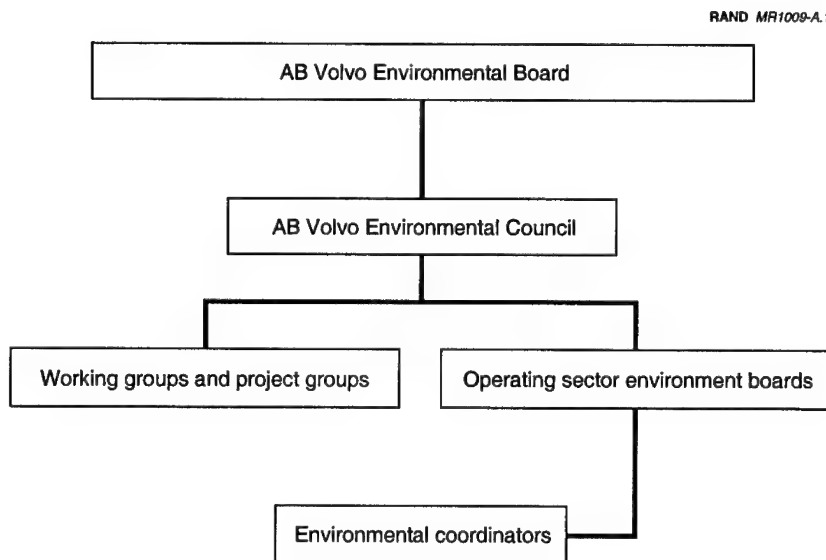 RAND MR1009-A.1
AB Volvo Environmental Board
AB Volvo Environmental Council
Working groups and project groups
Operating sector environment boards
Environmental coordinators